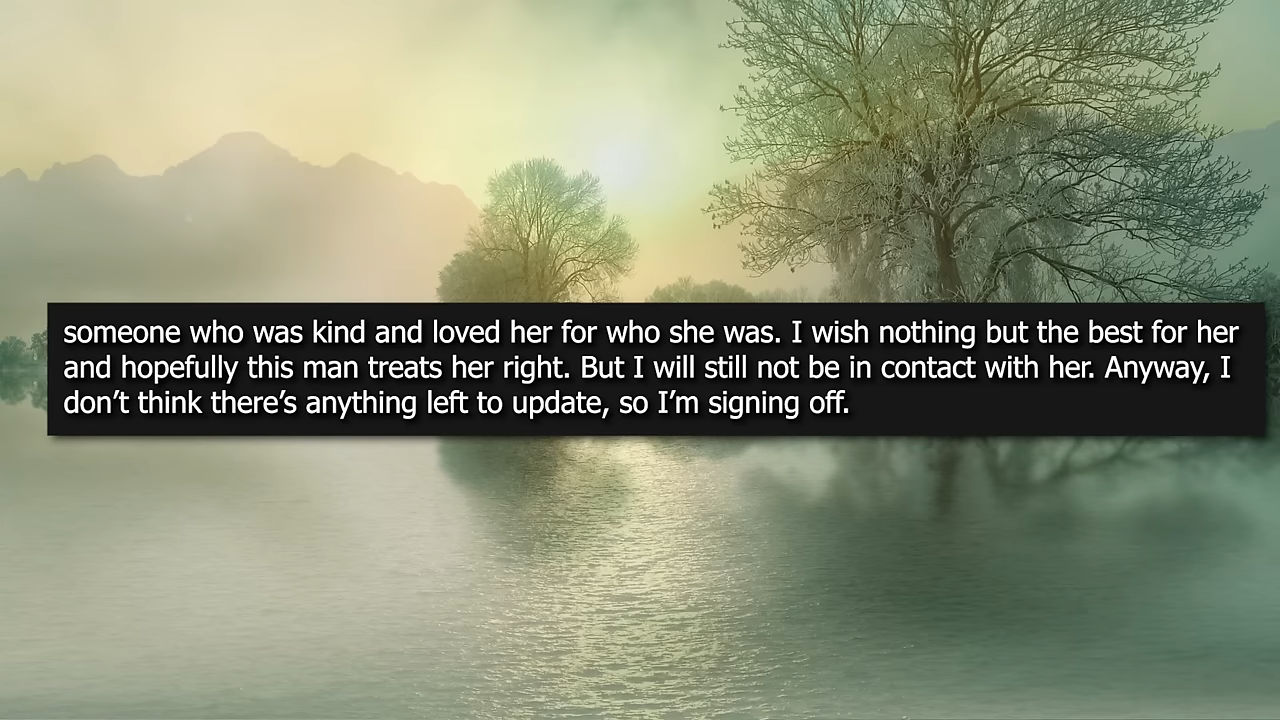 someone who was kind and loved her for who she was. I wish nothing but the best for her
and hopefully this man treats her right. But I will still not be in contact with her. Anyway, I
don’t think there’s anything left to update, so I’m signing off.